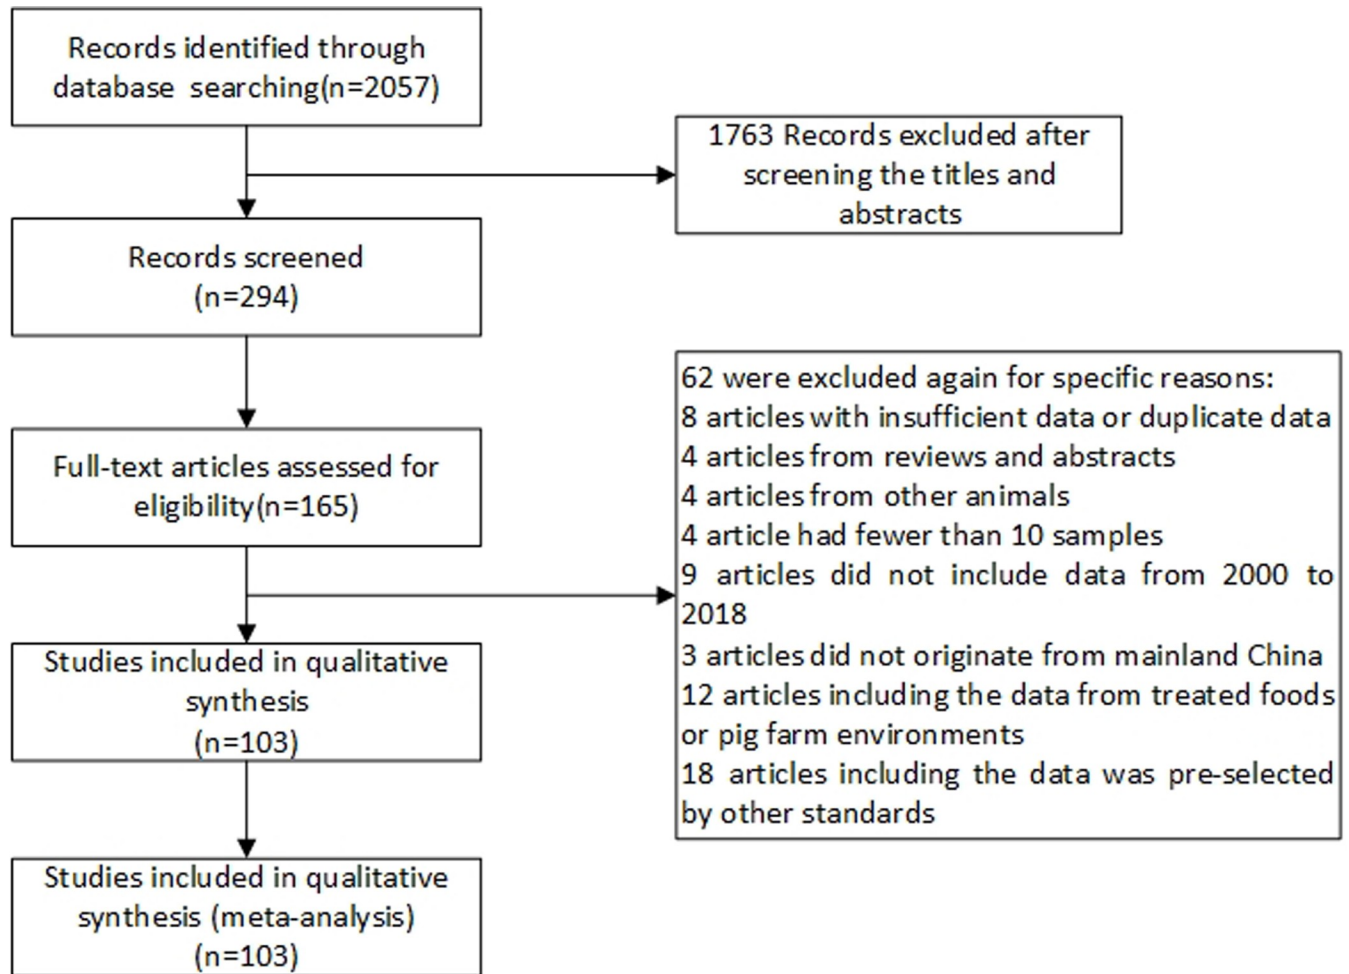 Records identified through
database searching(n=2057)
1763 Records excluded after
screening the titles and
abstracts
Records screened
(n=294)
Full-text articles assessed for
eligibility(n=165)
62 were excluded again for specific reasons:
8 articles with insufficient data or duplicate data
4 articles from reviews and abstracts
4 articles from other animals
4 article had fewer than 10 samples
9 articles did not include data from 2000 to
2018
3 articles did not originate from mainland China
12 articles including the data from treated foods
or pig farm environments
18 articles including the data was pre-selected
by other standards
Studies included in qualitative
synthesis
(n=103)
Studies included in qualitative
synthesis (meta-analysis)
(n=103)